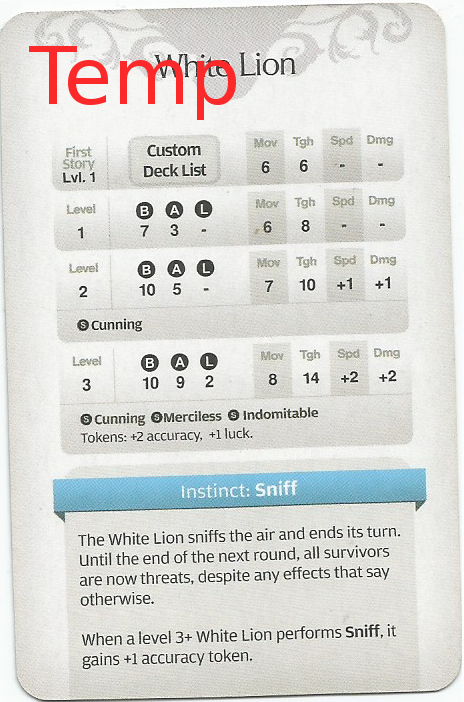 Temp
White Lion
First Story Lvl. 1 Custom Deck List Mov 6 Tgh 6 Spd - Dmg -
Level 1 B 7 A 3 L - Mov 6 Tgh 8 Spd - Dmg -
Level 2 B 10 A 5 L - Mov 7 Tgh 10 Spd +1 Dmg +1
S Cunning
Level 3 B 10 A 9 L 2 Mov 8 Tgh 14 Spd +2 Dmg +2
S Cunning S Merciless S Indomitable
Tokens: +2 accuracy, +1 luck.
Instinct: Sniff
The White Lion sniffs the air and ends its turn.
Until the end of the next round, all survivors
are now threats, despite any effects that say
otherwise.
When a level 3+ White Lion performs Sniff, it
gains +1 accuracy token.